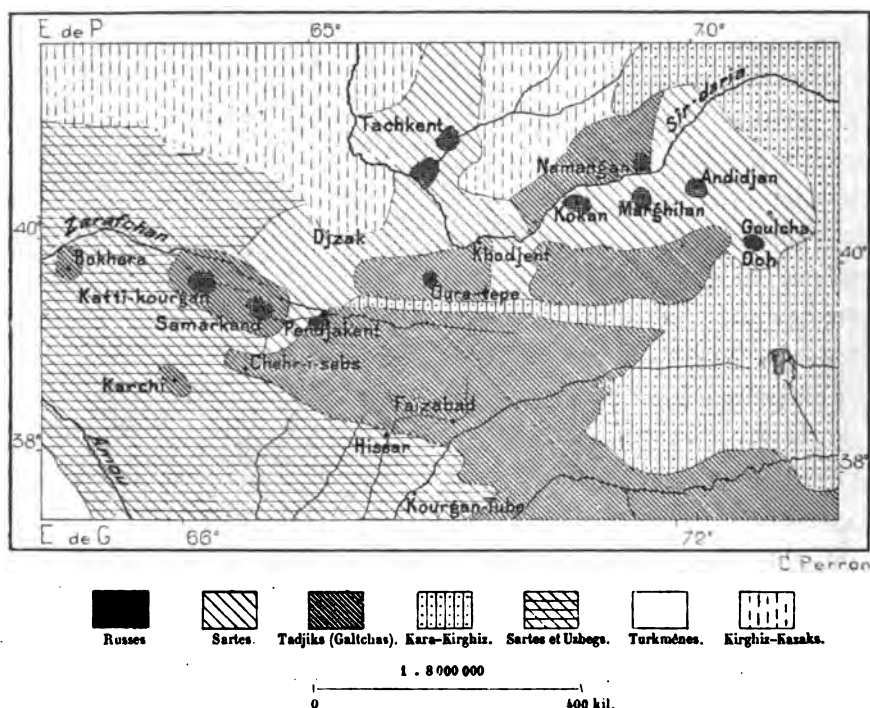 E de P 65° 70°
Sir-daria
Tachkent
Namangan
Andidjan
Kokan Marghilan
40° Zarafchan Djzak Khodjent Goulcha
Och 40°
Bokhara
Katti-kourgan Oura-tepe
Samarkand Pendjakent
Chehr-i-sebs
Karchi
Faizabad
38° Hissar 38°
Amou
Kourgan-Tube
E de G 66° 72°
C Perron
Russes Sartes. Tadjiks (Galtchas). Kara-Kirghiz. Sartes et Uzbegs. Turkmènes. Kirghiz-Kazaks.
1 : 8 000 000
0 400 kil.